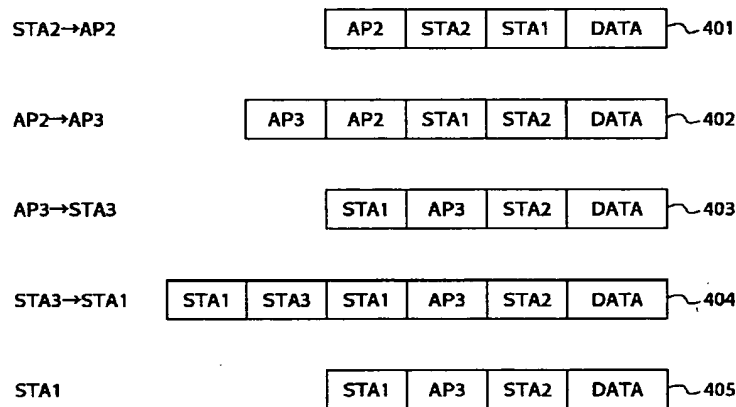 STA2→AP2 AP2 STA2 STA1 DATA 401
AP2→AP3 AP3 AP2 STA1 STA2 DATA 402
AP3→STA3 STA1 AP3 STA2 DATA 403
STA3→STA1 STA1 STA3 STA1 AP3 STA2 DATA 404
STA1 STA1 AP3 STA2 DATA 405